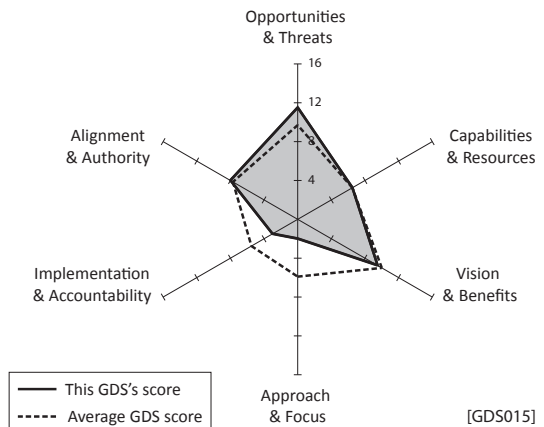 Opportunities
& Threats
16
12
8
4
Alignment
& Authority
Capabilities
& Resources
Implementation
& Accountability
Vision
& Benefits
Approach
& Focus
This GDS's score
Average GDS score
[GDS015]